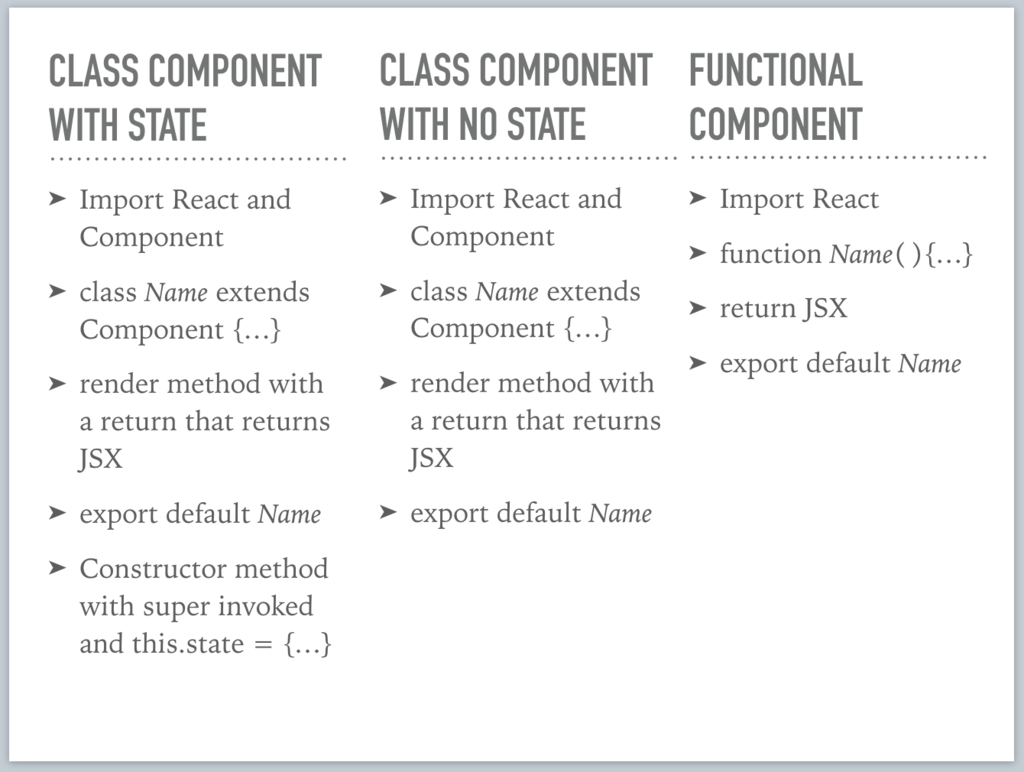 CLASS COMPONENT
WITH STATE
➤ Import React and
Component
➤ class Name extends
Component {…}
➤ render method with
a return that returns
JSX
➤ export default Name
➤ Constructor method
with super invoked
and this.state = {…}
CLASS COMPONENT
WITH NO STATE
➤ Import React and
Component
➤ class Name extends
Component {…}
➤ render method with
a return that returns
JSX
➤ export default Name
FUNCTIONAL
COMPONENT
➤ Import React
➤ function Name( ){…}
➤ return JSX
➤ export default Name